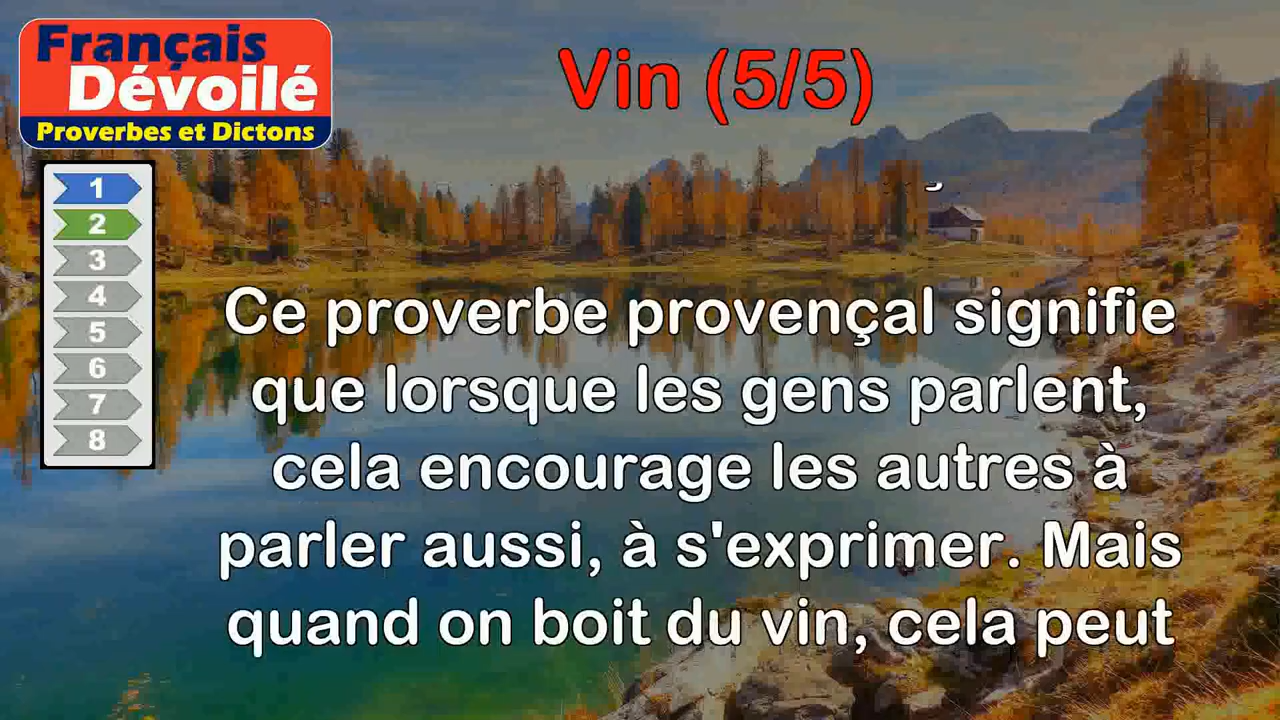 Français
Dévoilé
Proverbes et Dictons
Vin (5/5)
1
2
3
4
5
6
7
8
Ce proverbe provençal signifie
que lorsque les gens parlent,
cela encourage les autres à
parler aussi, à s'exprimer. Mais
quand on boit du vin, cela peut